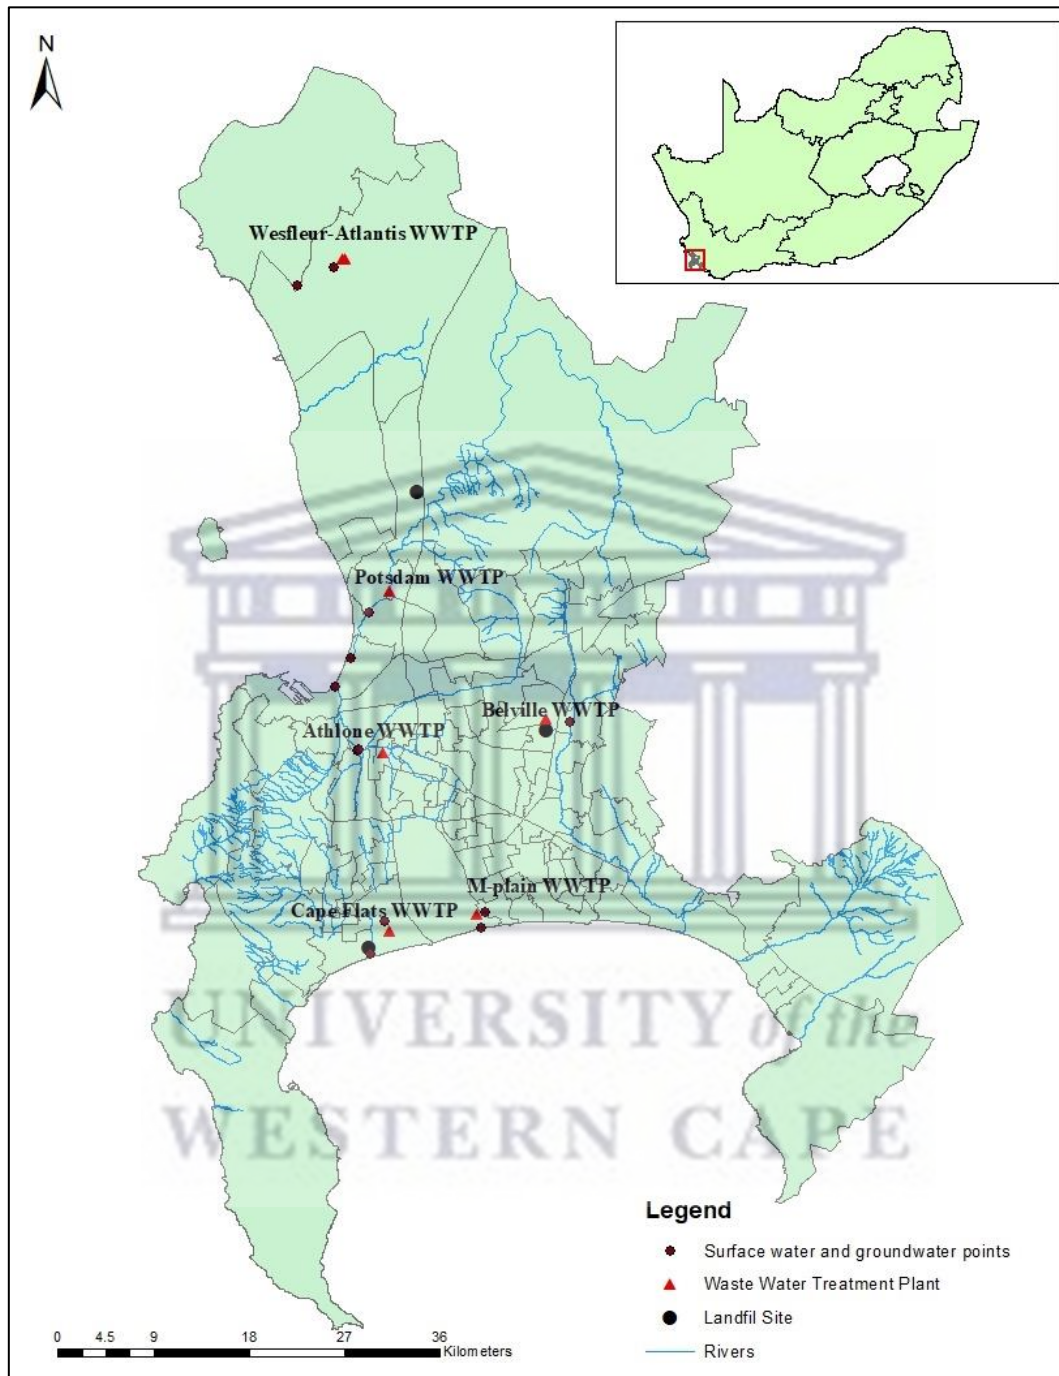 N
Wesfleur-Atlantis WWTP
Potsdam WWTP
Belville WWTP
Athlone WWTP
M-plain WWTP
Cape Flats WWTP
UNIVERSITY of the
WESTERN CAPE
Legend
Surface water and groundwater points
Waste Water Treatment Plant
Landfil Site
Rivers
0 4.5 9 18 27 36
Kilometers